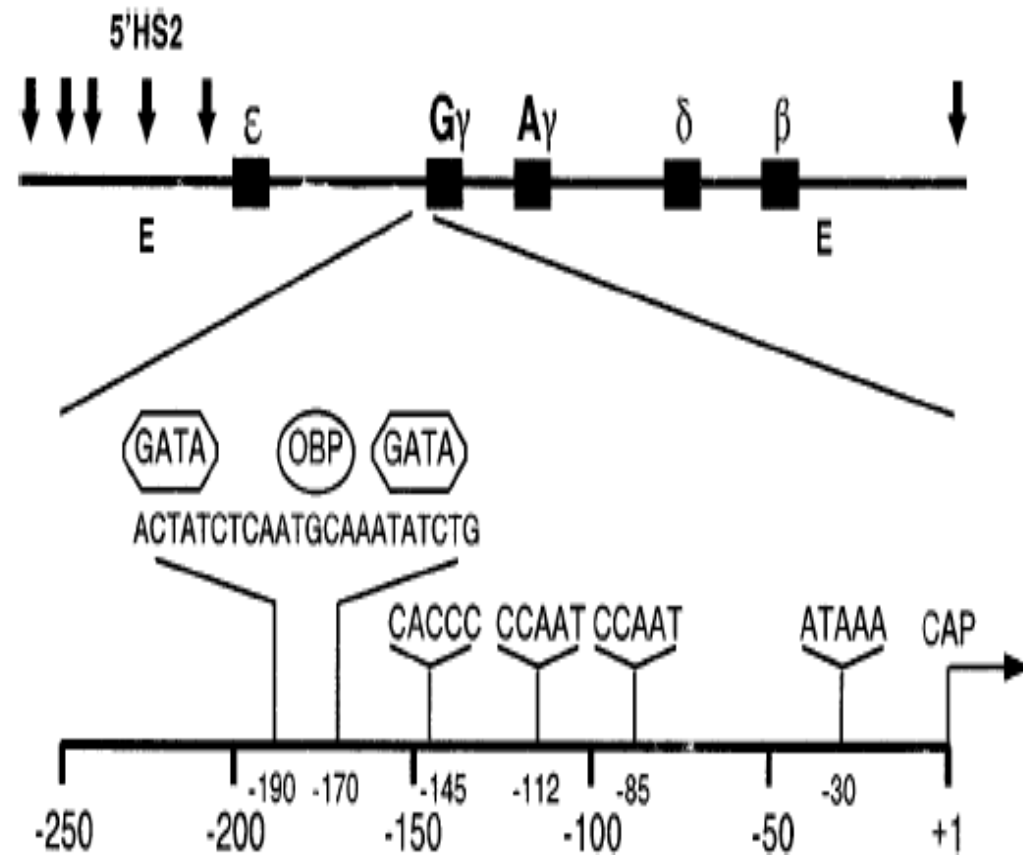 5'HS2
ε Gγ Aγ δ β
E E
GATA OBP GATA
ACTATCTCAATGCAAATATCTG
CACCC CCAAT CCAAT ATAAA CAP
-190 -170 -145 -112 -85 -30
-250 -200 -150 -100 -50 +1